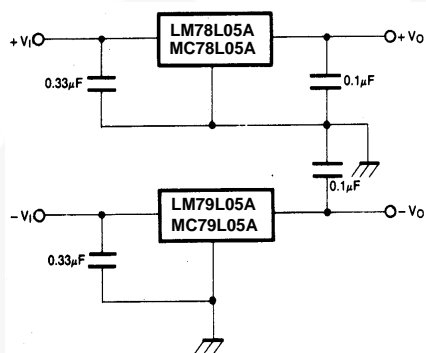 LM78L05A
MC78L05A
+VI
+VO
0.33μF
0.1μF
0.1μF
LM79L05A
MC79L05A
-VI
-VO
0.33μF